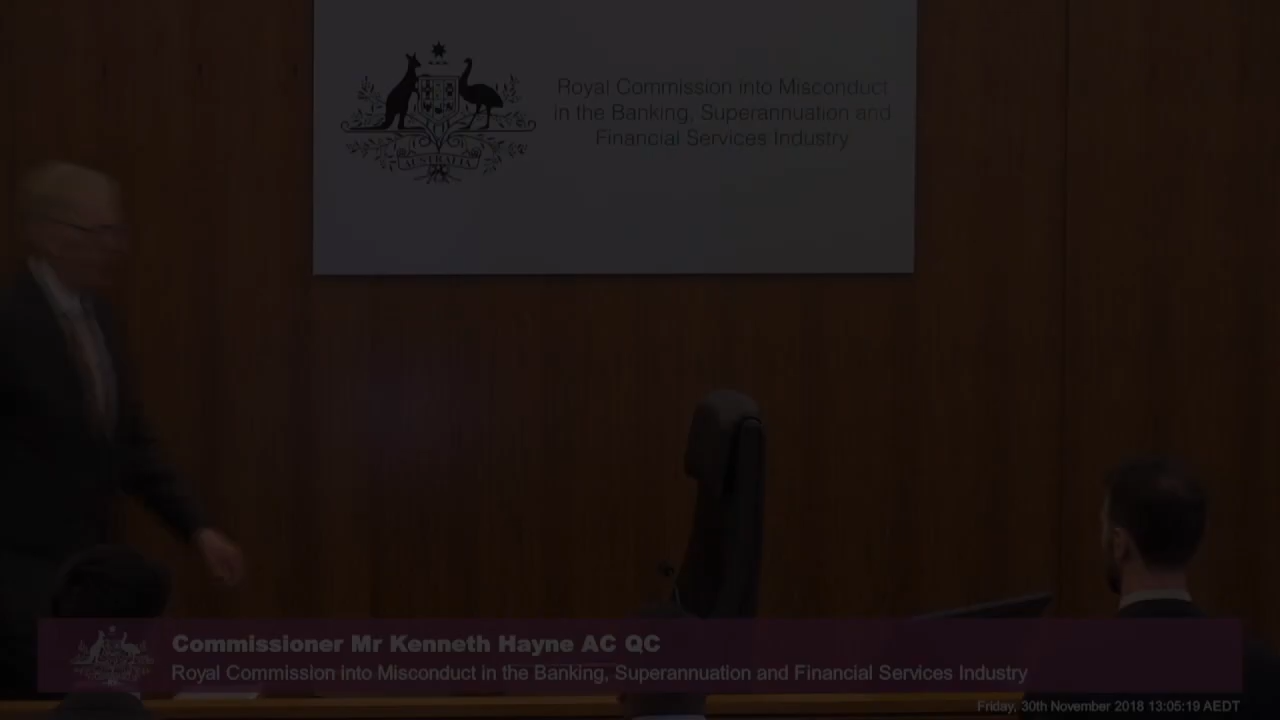 Royal Commission into Misconduct
in the Banking, Superannuation and
Financial Services Industry
AUSTRALIA
Commissioner Mr Kenneth Hayne AC QC
Royal Commission into Misconduct in the Banking, Superannuation and Financial Services Industry
Friday, 30th November 2018 13:05:19 AEDT